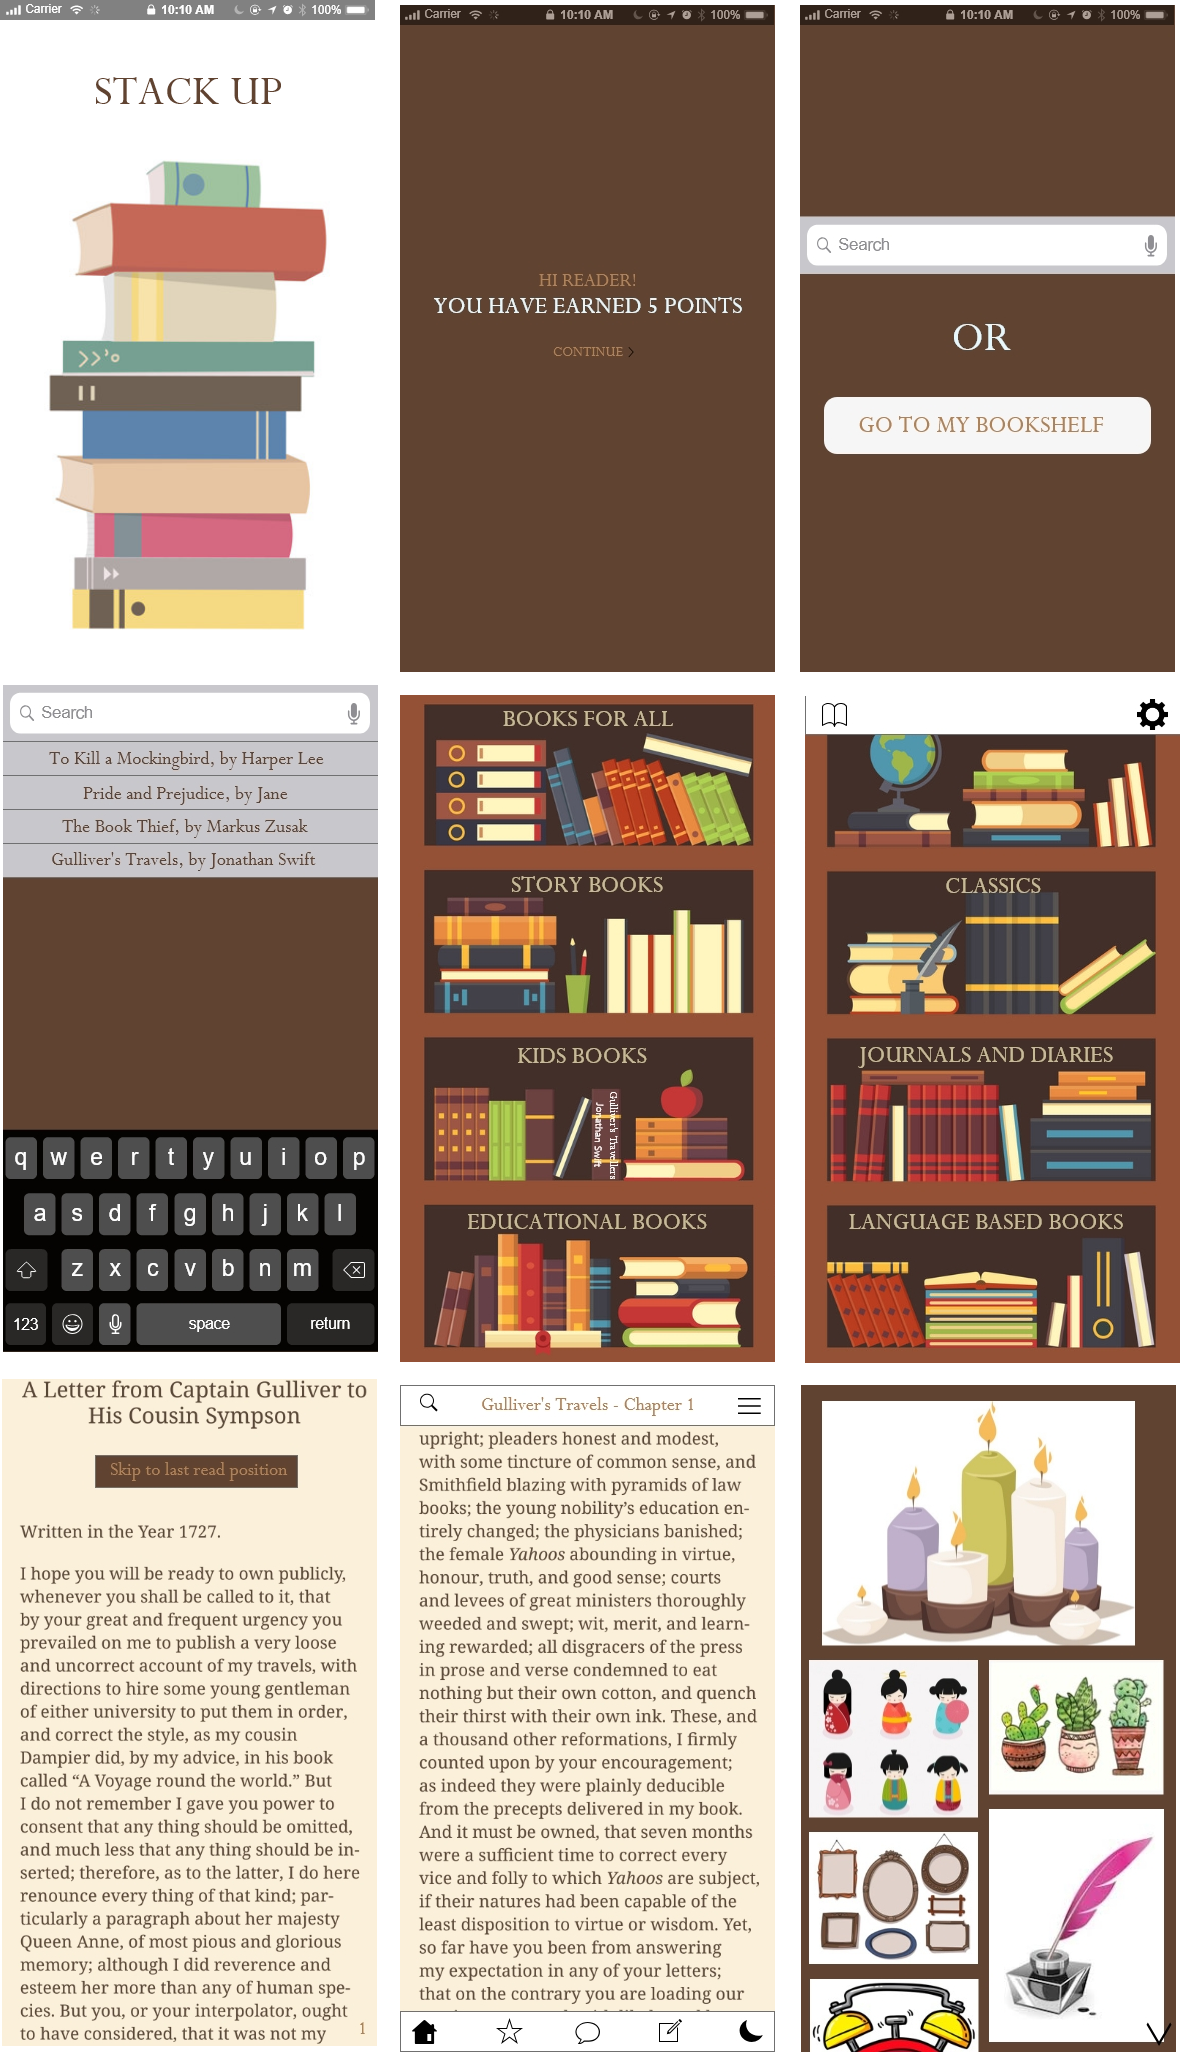 Carrier 10:10 AM 100%
STACK UP
Carrier 10:10 AM 100%
HI READER!
YOU HAVE EARNED 5 POINTS
CONTINUE
Carrier 10:10 AM 100%
Search
OR
GO TO MY BOOKSHELF
Search
To Kill a Mockingbird, by Harper Lee
Pride and Prejudice, by Jane
The Book Thief, by Markus Zusak
Gulliver's Travels, by Jonathan Swift
q w e r t y u i o p
a s d f g h j k l
z x c v b n m
123 space return
BOOKS FOR ALL
STORY BOOKS
KIDS BOOKS
Gulliver's Travellers
Jonathan Swift
EDUCATIONAL BOOKS
CLASSICS
JOURNALS AND DIARIES
LANGUAGE BASED BOOKS
A Letter from Captain Gulliver to
His Cousin Sympson
Skip to last read position
Written in the Year 1727.
I hope you will be ready to own publicly,
whenever you shall be called to it, that
by your great and frequent urgency you
prevailed on me to publish a very loose
and uncorrect account of my travels, with
directions to hire some young gentleman
of either university to put them in order,
and correct the style, as my cousin
Dampier did, by my advice, in his book
called “A Voyage round the world.” But
I do not remember I gave you power to
consent that any thing should be omitted,
and much less that any thing should be in-
serted; therefore, as to the latter, I do here
renounce every thing of that kind; par-
ticularly a paragraph about her majesty
Queen Anne, of most pious and glorious
memory; although I did reverence and
esteem her more than any of human spe-
cies. But you, or your interpolator, ought
to have considered, that it was not my
1
Gulliver's Travels - Chapter 1
upright; pleaders honest and modest,
with some tincture of common sense, and
Smithfield blazing with pyramids of law
books; the young nobility’s education en-
tirely changed; the physicians banished;
the female Yahoos abounding in virtue,
honour, truth, and good sense; courts
and levees of great ministers thoroughly
weeded and swept; wit, merit, and learn-
ing rewarded; all disgracers of the press
in prose and verse condemned to eat
nothing but their own cotton, and quench
their thirst with their own ink. These, and
a thousand other reformations, I firmly
counted upon by your encouragement;
as indeed they were plainly deducible
from the precepts delivered in my book.
And it must be owned, that seven months
were a sufficient time to correct every
vice and folly to which Yahoos are subject,
if their natures had been capable of the
least disposition to virtue or wisdom. Yet,
so far have you been from answering
my expectation in any of your letters;
that on the contrary you are loading our